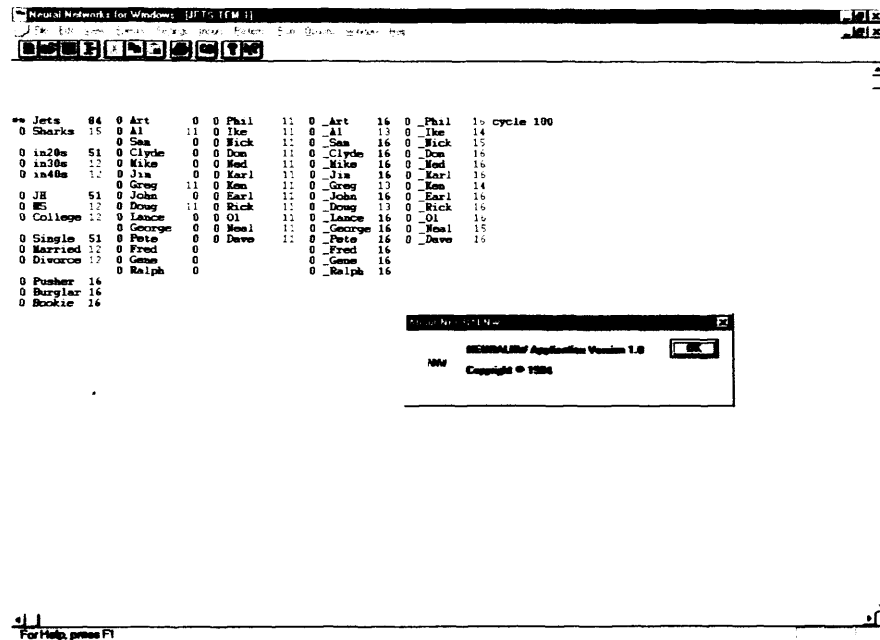 Neural Networks for Windows - [JETS.TEM:1]
File Edit View
** Jets 84 0 Art 0 0 Phil 11 0 _Art 16 0 _Phil 16 cycle 100
0 Sharks 15 0 Al 11 0 Ike 11 0 _Al 13 0 _Ike 14
0 Sam 0 0 Nick 11 0 _Sam 16 0 _Nick 15
0 in20s 51 0 Clyde 0 0 Don 11 0 _Clyde 16 0 _Don 16
0 in30s 12 0 Mike 0 0 Ned 11 0 _Mike 16 0 _Ned 16
0 in40s 12 0 Jim 0 0 Karl 11 0 _Jim 16 0 _Karl 16
0 Greg 11 0 Ken 11 0 _Greg 13 0 _Ken 14
0 JH 51 0 John 0 0 Earl 11 0 _John 16 0 _Earl 16
0 HS 12 0 Doug 11 0 Rick 11 0 _Doug 13 0 _Rick 16
0 College 12 0 Lance 0 0 Ol 11 0 _Lance 16 0 _Ol 16
0 George 0 0 Neal 11 0 _George 16 0 _Neal 15
0 Single 51 0 Pete 0 0 Dave 11 0 _Pete 16 0 _Dave 16
0 Married 12 0 Fred 0 0 _Fred 16
0 Divorce 12 0 Gene 0 0 _Gene 16
0 Ralph 0 0 _Ralph 16
0 Pusher 16
0 Burglar 16
0 Bookie 16
NW
Application Version 1.0
OK
Copyright ©
For Help, press F1